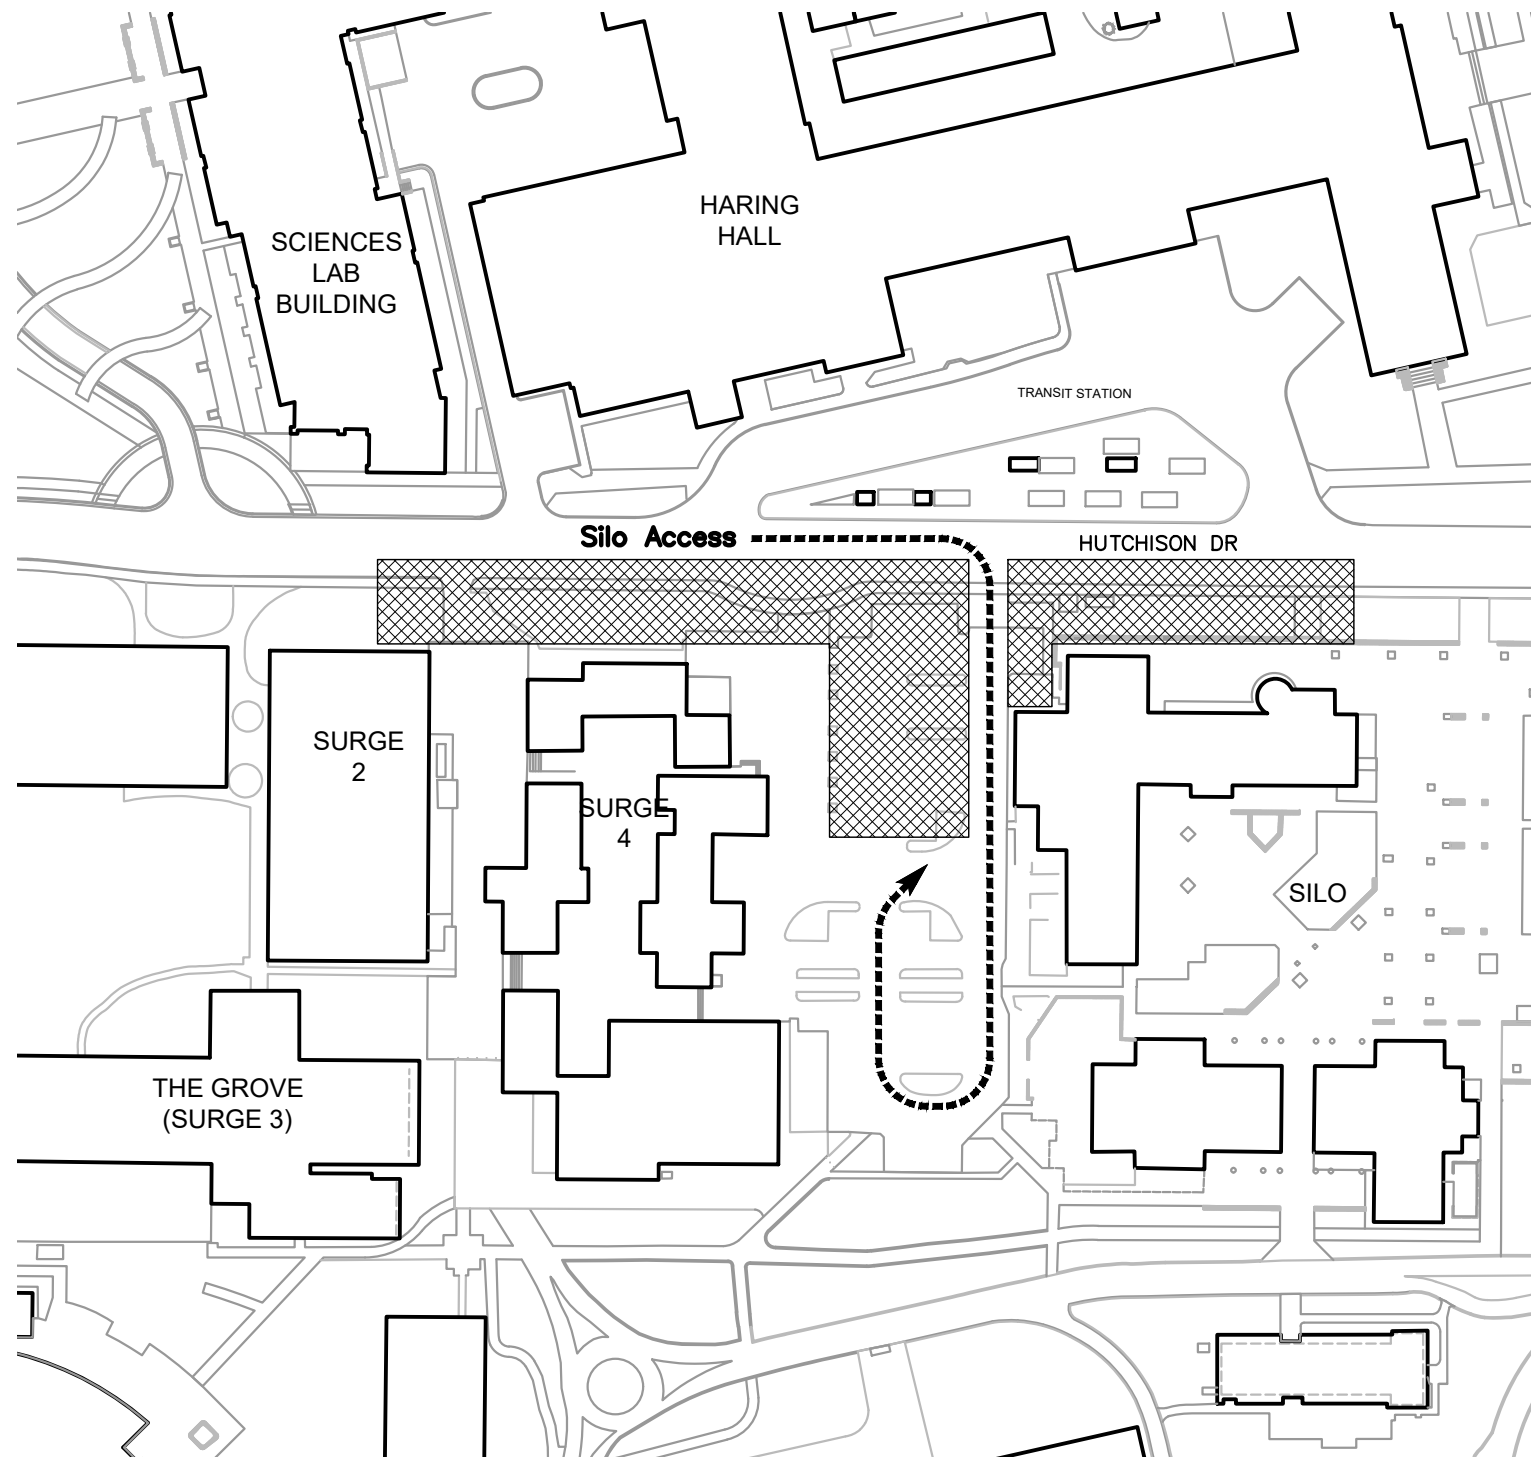 HARING
HALL
SCIENCES
LAB
BUILDING
TRANSIT STATION
Silo Access
HUTCHISON DR
SURGE
2
SURGE
4
SILO
THE GROVE
(SURGE 3)